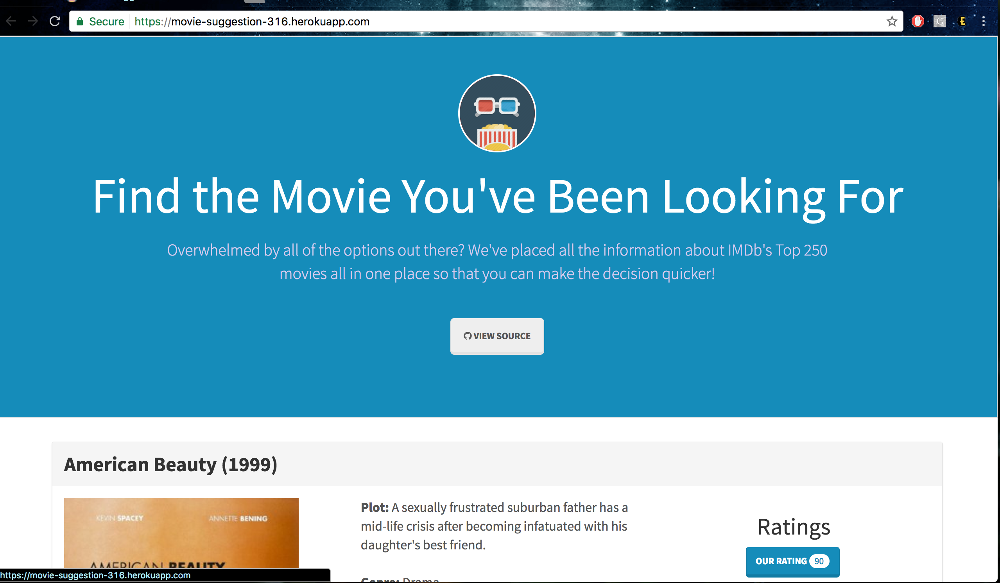 Secure https://movie-suggestion-316.herokuapp.com
Find the Movie You've Been Looking For
Overwhelmed by all of the options out there? We've placed all the information about IMDb's Top 250
movies all in one place so that you can make the decision quicker!
VIEW SOURCE
American Beauty (1999)
KEVIN SPACEY ANNETTE BENING
AMERICAN BEAUTY
Plot: A sexually frustrated suburban father has a
mid-life crisis after becoming infatuated with his
daughter's best friend.
Genre: Drama
Ratings
OUR RATING 90
https://movie-suggestion-316.herokuapp.com